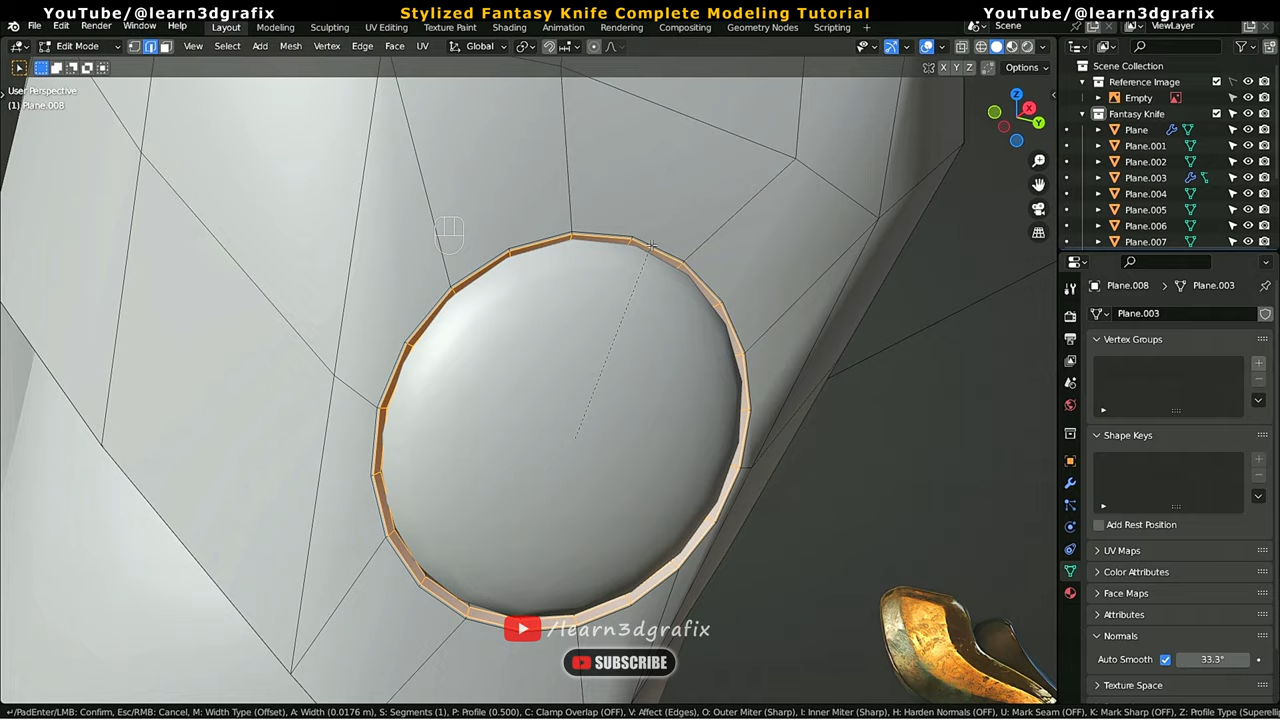 YouTube/@learn3dgrafix
Stylized Fantasy Knife Complete Modeling Tutorial
YouTube/@learn3dgrafix
File Edit Render Window Help
Layout Modeling Sculpting UV Editing Texture Paint Shading Animation Rendering Compositing Geometry Nodes Scripting +
Scene
ViewLayer
Edit Mode
View Select Add Mesh Vertex Edge Face UV
Global
X Y Z
Options
User Perspective
(1) Plane.008
Z
X
Y
Scene Collection
Reference Image
Empty
Fantasy Knife
Plane
Plane.001
Plane.002
Plane.003
Plane.004
Plane.005
Plane.006
Plane.007
Plane.008 > Plane.003
Plane.003
Vertex Groups
Shape Keys
Add Rest Position
UV Maps
Color Attributes
Face Maps
Attributes
Normals
Auto Smooth 33.3°
Texture Space
/learn3dgrafix
SUBSCRIBE
↵/PadEnter/LMB: Confirm, Esc/RMB: Cancel, M: Width Type (Offset), A: Width (0.0176 m), S: Segments (1), P: Profile (0.500), C: Clamp Overlap (OFF), V: Affect (Edges), O: Outer Miter (Sharp), I: Inner Miter (Sharp), H: Harden Normals (OFF), U: Mark Seam (OFF), K: Mark Sharp (OFF), Z: Profile Type (Superelli